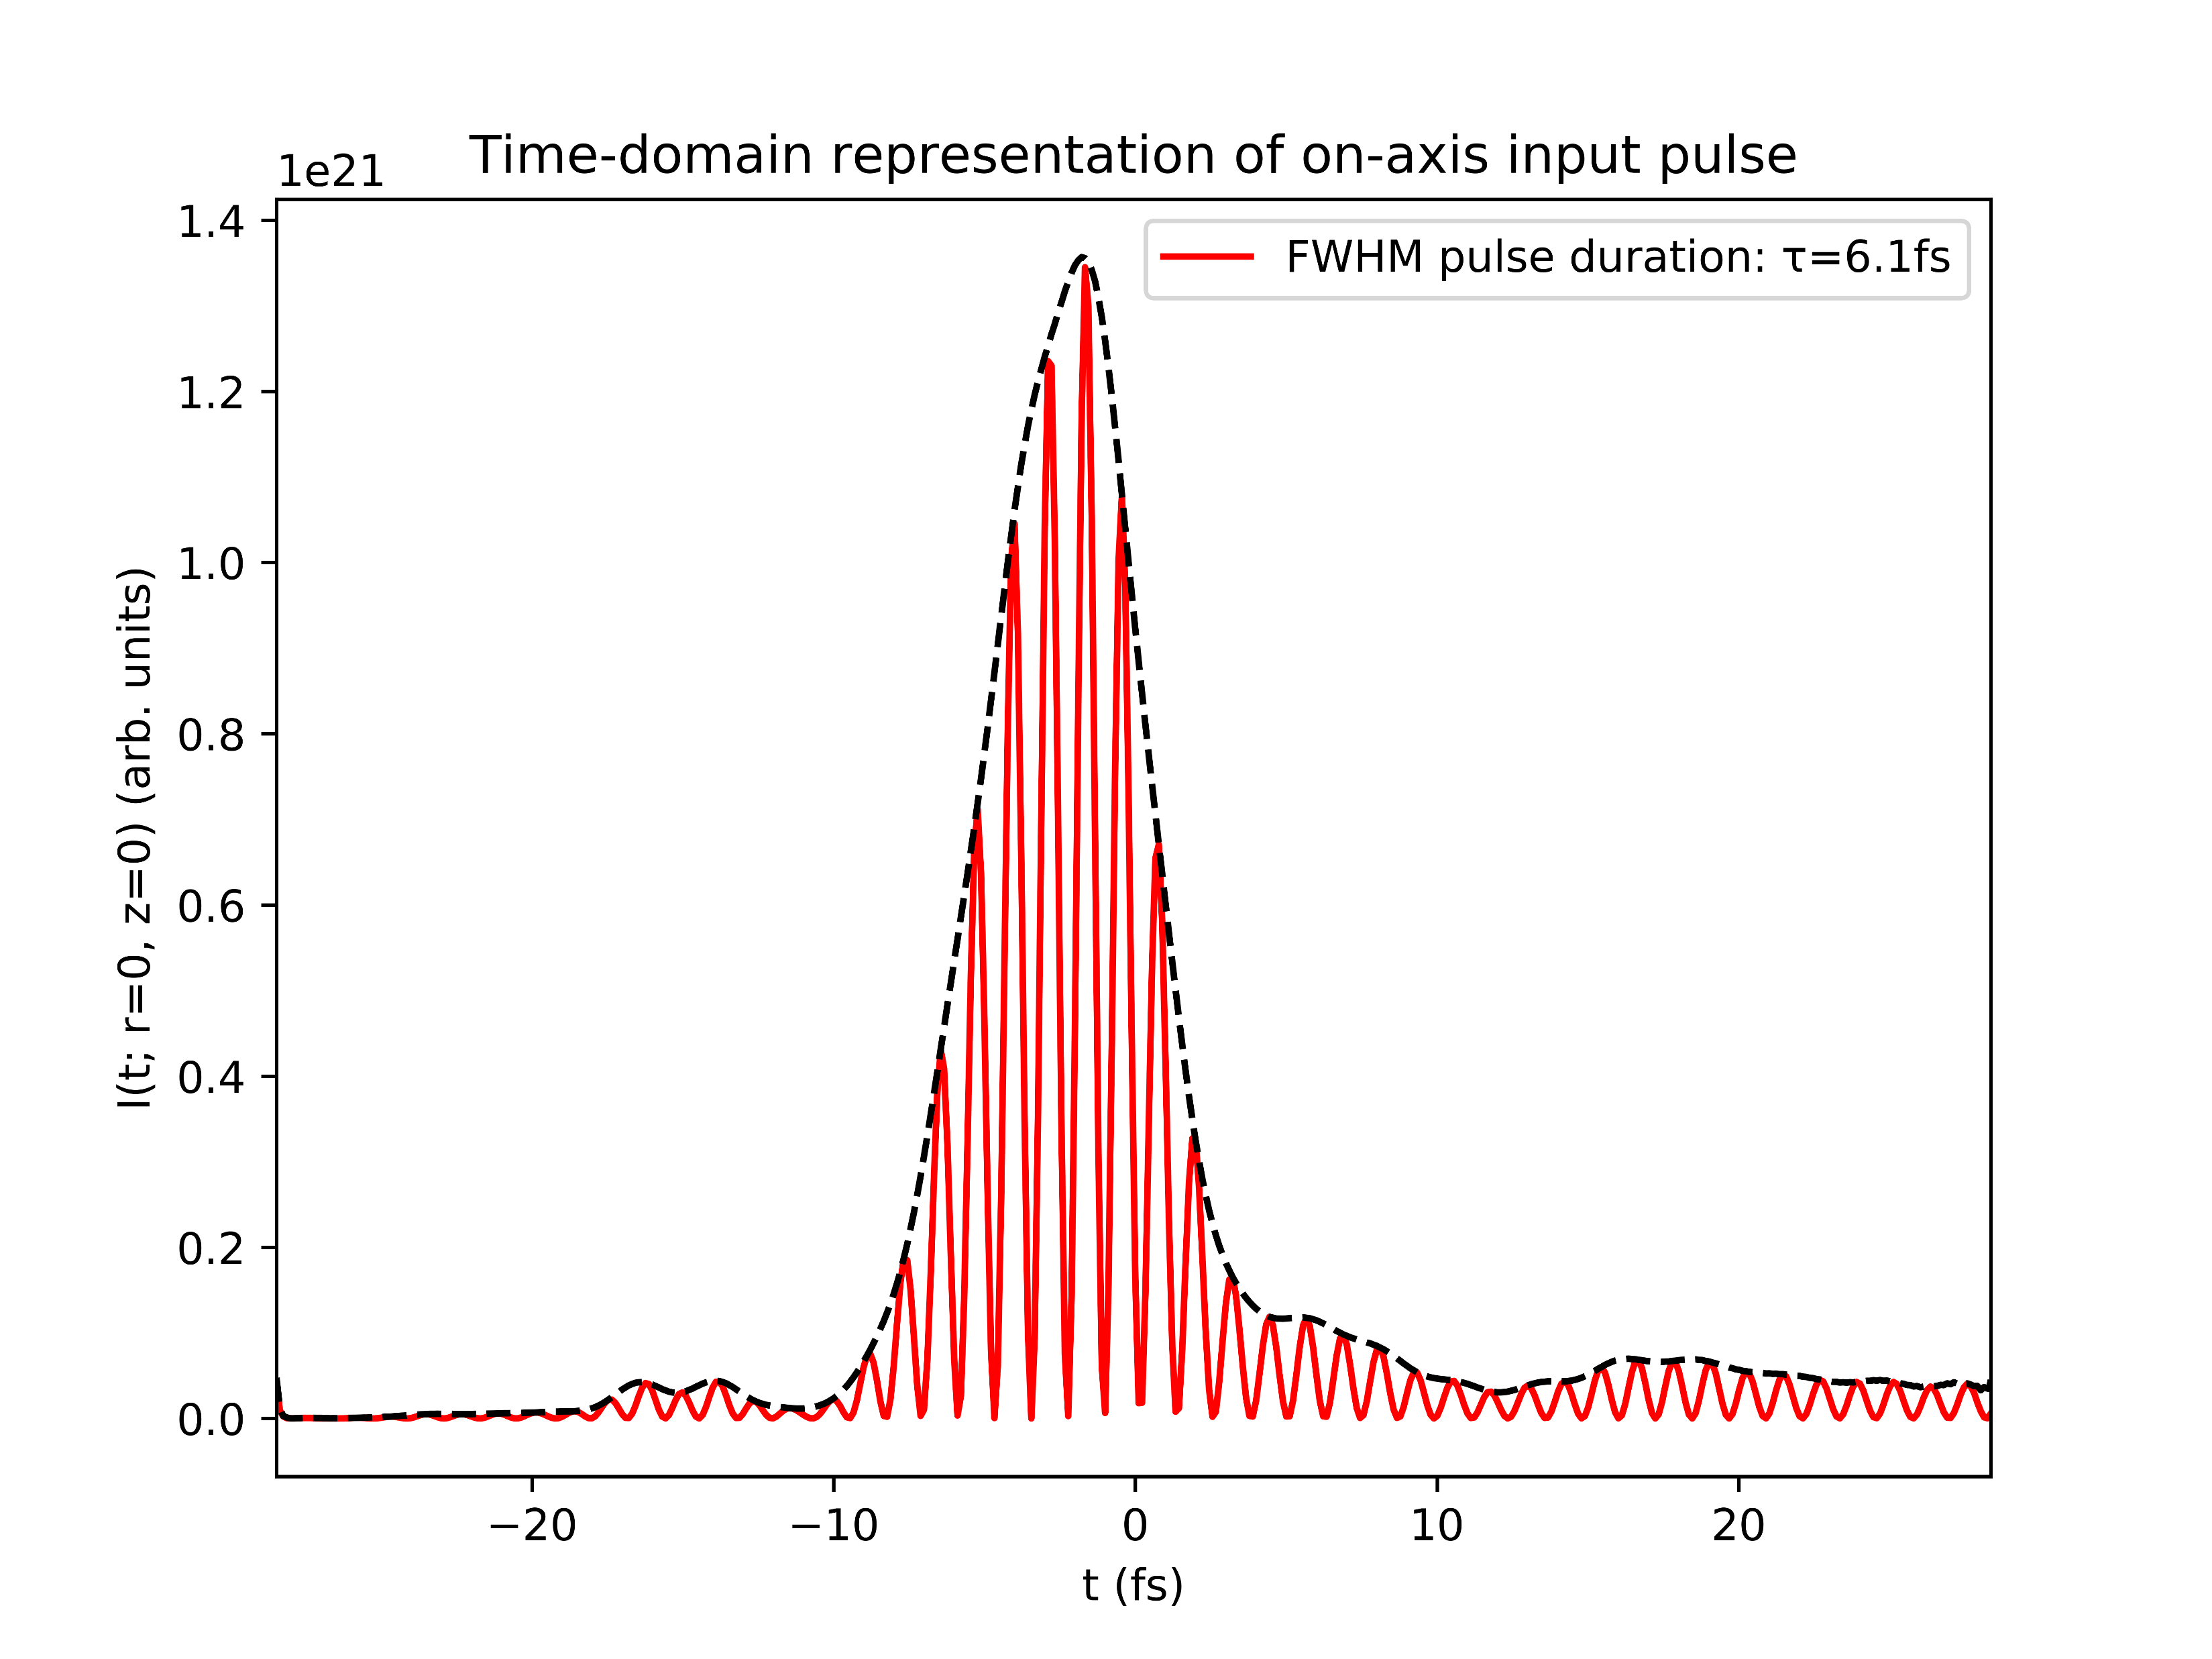 Time-domain representation of on-axis input pulse
1e21
FWHM pulse duration: τ=6.1fs
1.4
1.2
1.0
0.8
0.6
0.4
0.2
0.0
I(t; r=0, z=0) (arb. units)
−20 −10 0 10 20
t (fs)